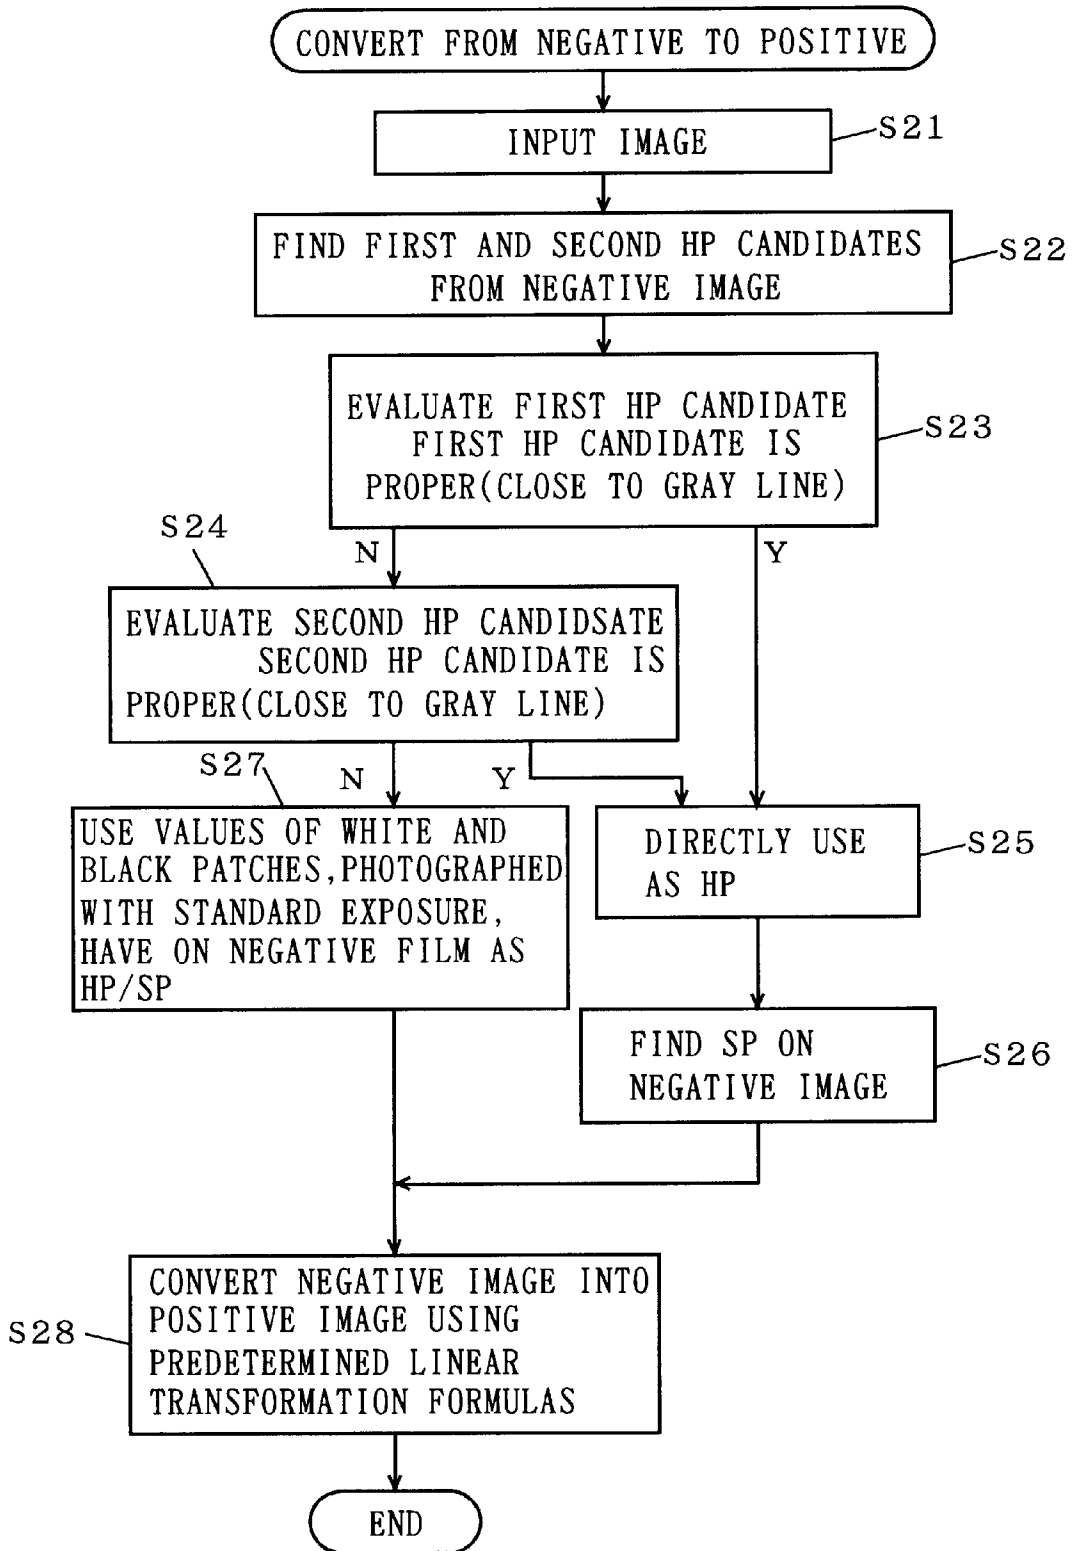 CONVERT FROM NEGATIVE TO POSITIVE
INPUT IMAGE
S21
FIND FIRST AND SECOND HP CANDIDATES
FROM NEGATIVE IMAGE
S22
EVALUATE FIRST HP CANDIDATE
FIRST HP CANDIDATE IS
PROPER(CLOSE TO GRAY LINE)
S23
N
Y
S24
EVALUATE SECOND HP CANDIDSATE
SECOND HP CANDIDATE IS
PROPER(CLOSE TO GRAY LINE)
S27
N
Y
USE VALUES OF WHITE AND
BLACK PATCHES,PHOTOGRAPHED
WITH STANDARD EXPOSURE,
HAVE ON NEGATIVE FILM AS
HP/SP
DIRECTLY USE
AS HP
S25
FIND SP ON
NEGATIVE IMAGE
S26
S28
CONVERT NEGATIVE IMAGE INTO
POSITIVE IMAGE USING
PREDETERMINED LINEAR
TRANSFORMATION FORMULAS
END